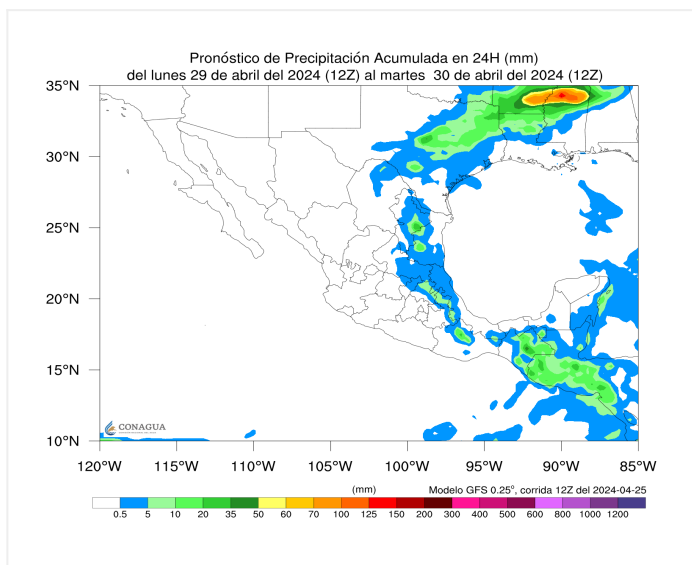 Pronóstico de Precipitación Acumulada en 24H (mm)
del lunes 29 de abril del 2024 (12Z) al martes  30 de abril del 2024 (12Z)
35°N
30°N
25°N
20°N
15°N
10°N
CONAGUA
120°W 115°W 110°W 105°W 100°W 95°W 90°W 85°W
(mm) Modelo GFS 0.25°, corrida 12Z del 2024-04-25
0.5 5 10 20 35 50 60 70 100 125 150 200 300 400 500 600 800 1000 1200